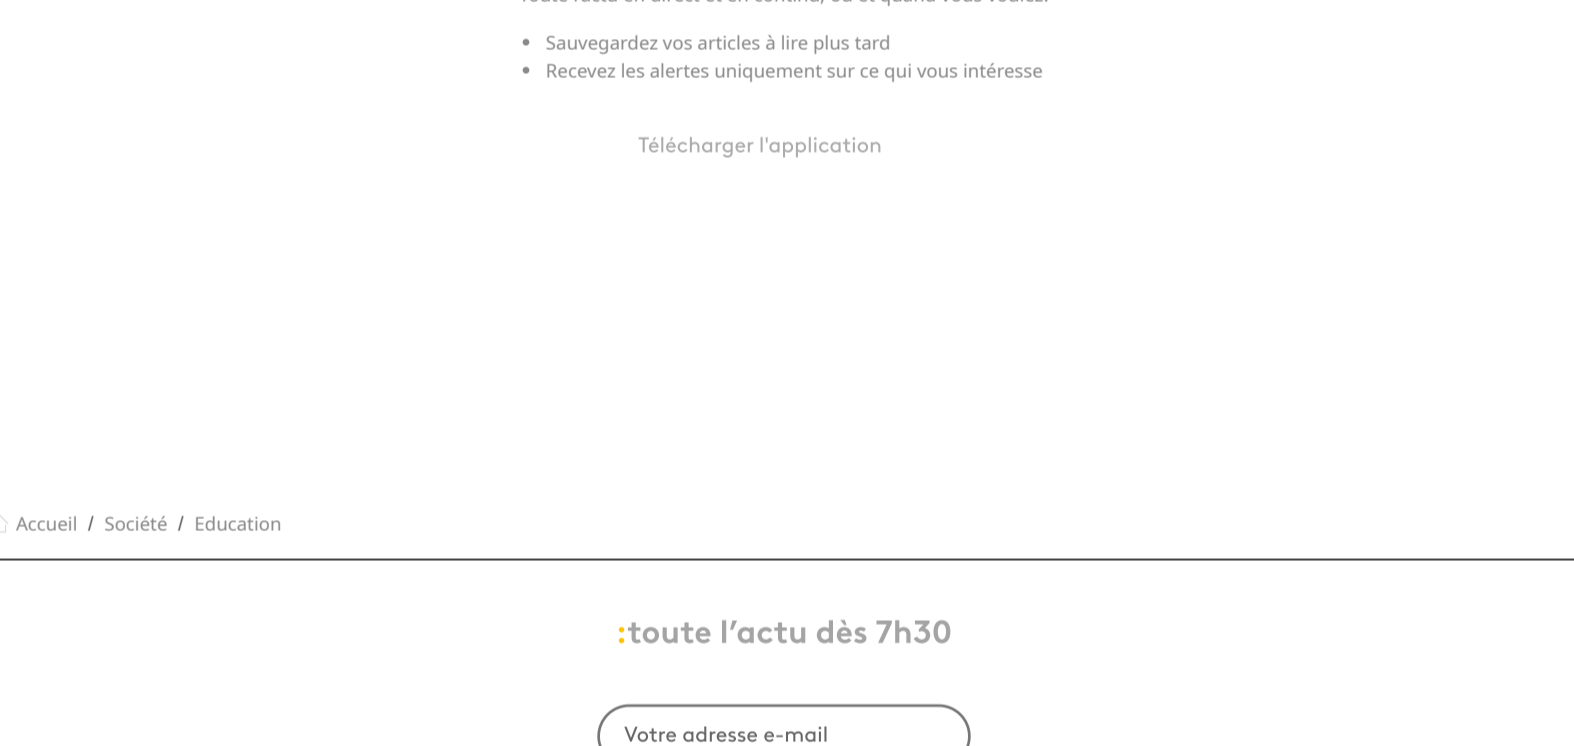 Sauvegardez vos articles à lire plus tard
Recevez les alertes uniquement sur ce qui vous intéresse
Télécharger l'application
Accueil / Société / Education
:toute l’actu dès 7h30
Votre adresse e-mail